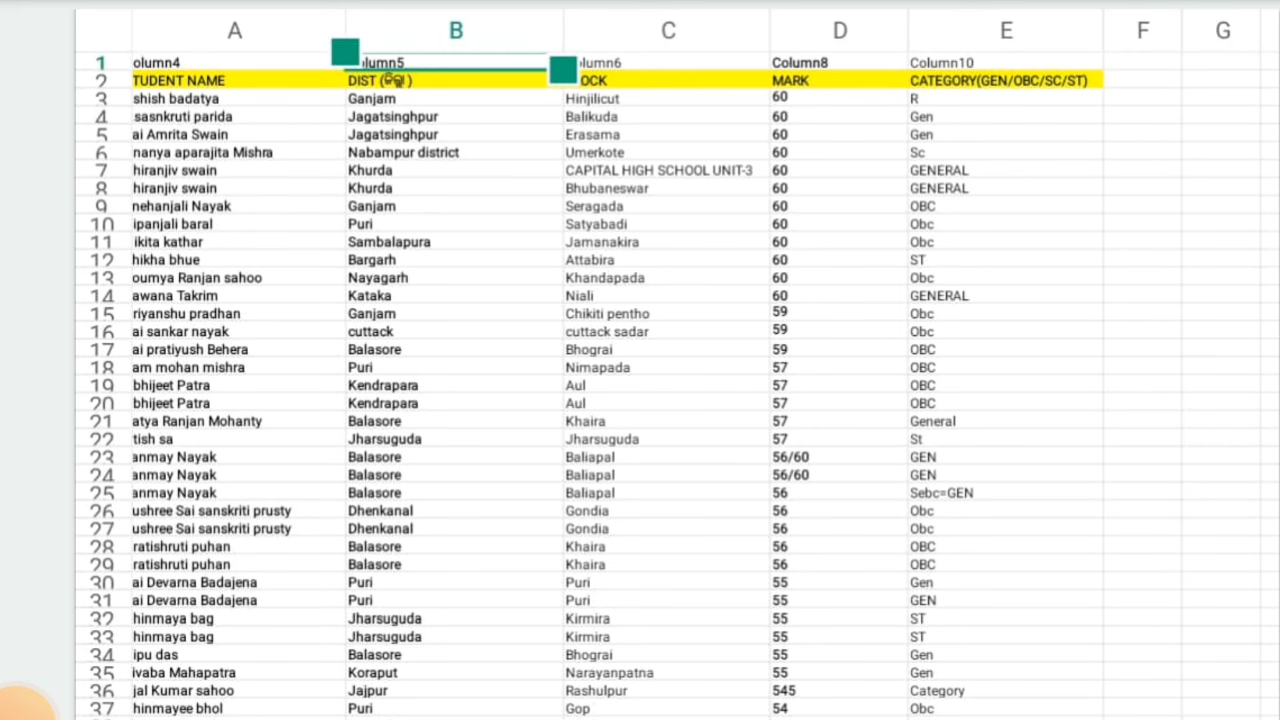 A B C D E F G
1 olumn4 olumn5 lumn6 Column8 Column10
2 TUDENT NAME DIST (ଜିଲ୍ଲା) OCK MARK CATEGORY(GEN/OBC/SC/ST)
3 shish badatya Ganjam Hinjilicut 60 R
4 sasnkruti parida Jagatsinghpur Balikuda 60 Gen
5 ai Amrita Swain Jagatsinghpur Erasama 60 Gen
6 nanya aparajita Mishra Nabampur district Umerkote 60 Sc
7 hiranjiv swain Khurda CAPITAL HIGH SCHOOL UNIT-3 60 GENERAL
8 hiranjiv swain Khurda Bhubaneswar 60 GENERAL
9 nehanjali Nayak Ganjam Seragada 60 OBC
10 ipanjali baral Puri Satyabadi 60 Obc
11 ikita kathar Sambalapura Jamanakira 60 Obc
12 hikha bhue Bargarh Attabira 60 ST
13 oumya Ranjan sahoo Nayagarh Khandapada 60 Obc
14 awana Takrim Kataka Niali 60 GENERAL
15 riyanshu pradhan Ganjam Chikiti pentho 59 Obc
16 ai sankar nayak cuttack cuttack sadar 59 Obc
17 ai pratiyush Behera Balasore Bhograi 59 OBC
18 am mohan mishra Puri Nimapada 57 OBC
19 bhijeet Patra Kendrapara Aul 57 OBC
20 bhijeet Patra Kendrapara Aul 57 OBC
21 atya Ranjan Mohanty Balasore Khaira 57 General
22 tish sa Jharsuguda Jharsuguda 57 St
23 anmay Nayak Balasore Baliapal 56/60 GEN
24 anmay Nayak Balasore Baliapal 56/60 GEN
25 anmay Nayak Balasore Baliapal 56 Sebc=GEN
26 ushree Sai sanskriti prusty Dhenkanal Gondia 56 Obc
27 ushree Sai sanskriti prusty Dhenkanal Gondia 56 Obc
28 ratishruti puhan Balasore Khaira 56 OBC
29 ratishruti puhan Balasore Khaira 56 OBC
30 ai Devarna Badajena Puri Puri 55 Gen
31 ai Devarna Badajena Puri Puri 55 GEN
32 hinmaya bag Jharsuguda Kirmira 55 ST
33 hinmaya bag Jharsuguda Kirmira 55 ST
34 ipu das Balasore Bhograi 55 Gen
35 ivaba Mahapatra Koraput Narayanpatna 55 Gen
36 jal Kumar sahoo Jajpur Rashulpur 545 Category
37 hinmayee bhol Puri Gop 54 Obc